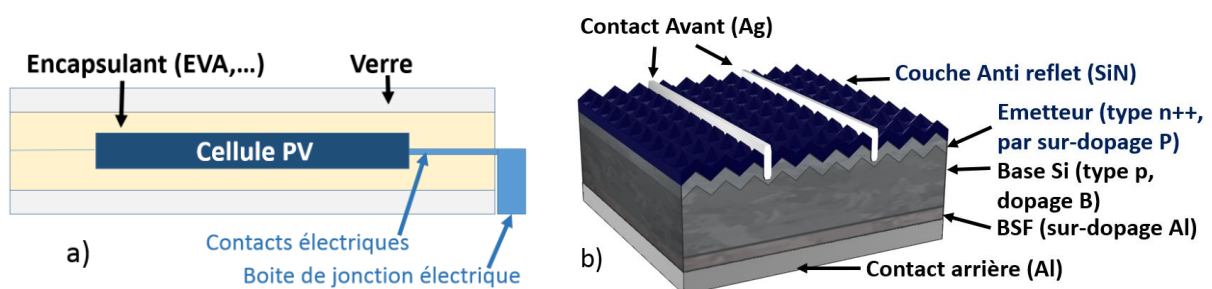 Encapsulant (EVA,...)
Verre
Cellule PV
Contacts électriques
Boite de jonction électrique
a)
Contact Avant (Ag)
Couche Anti reflet (SiN)
Emetteur (type n++,
par sur-dopage P)
Base Si (type p,
dopage B)
BSF (sur-dopage Al)
Contact arrière (Al)
b)